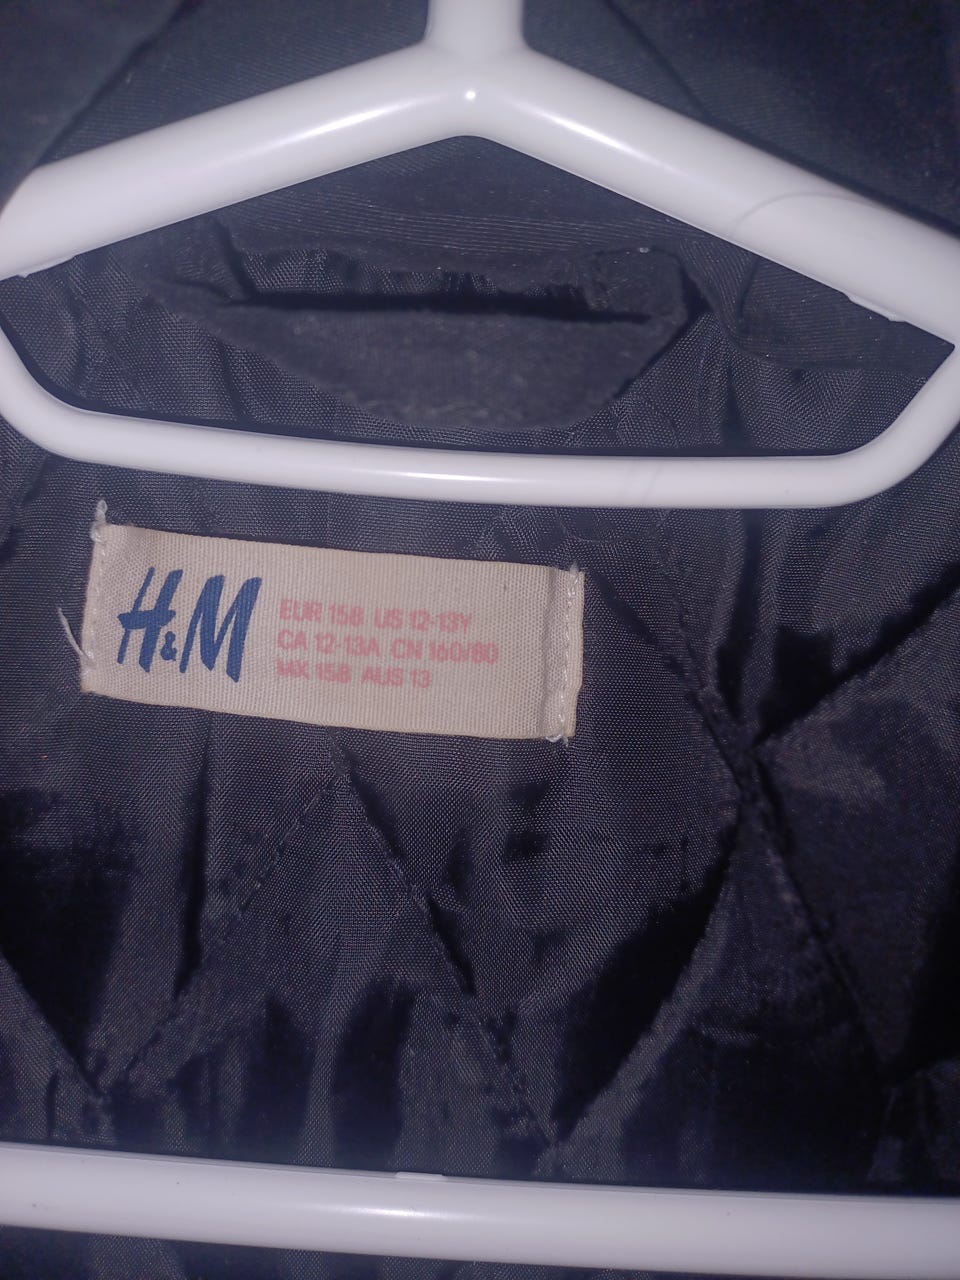 H&M
EUR 158 US 12-13Y
CA 12-13A CN 160/80
MX 158 AUS 13